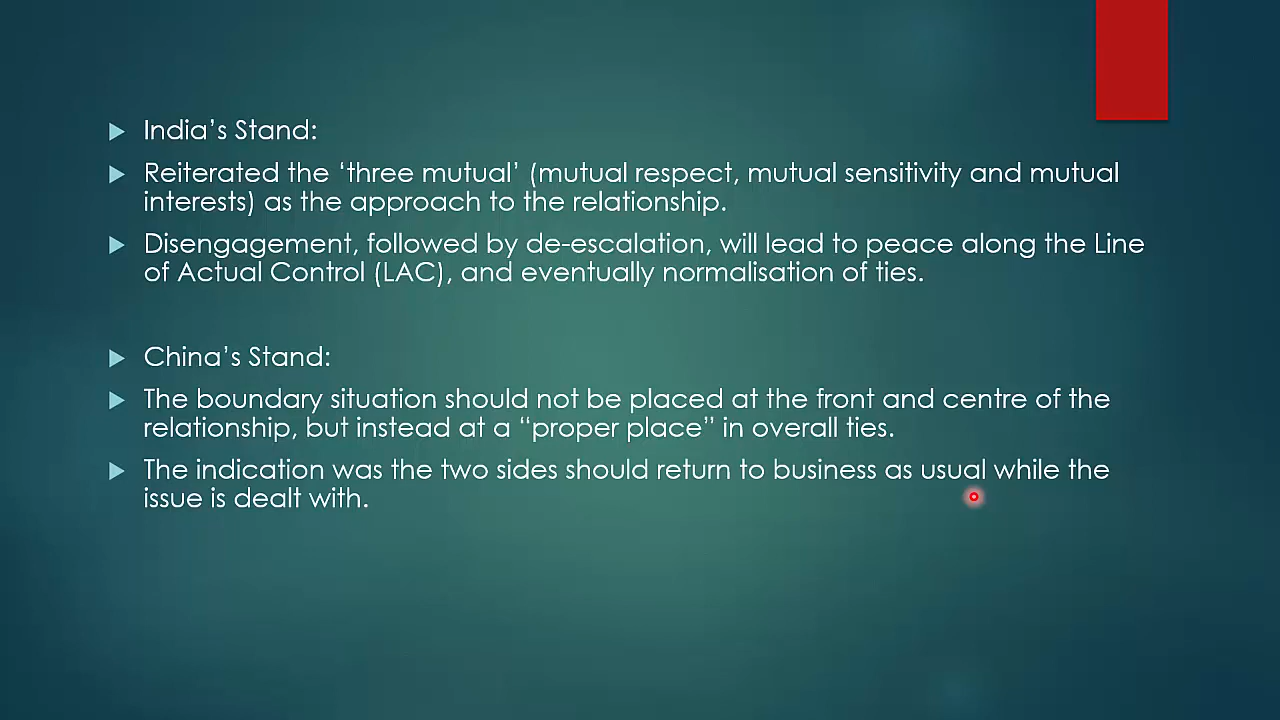 India’s Stand:
Reiterated the ‘three mutual’ (mutual respect, mutual sensitivity and mutual
interests) as the approach to the relationship.
Disengagement, followed by de-escalation, will lead to peace along the Line
of Actual Control (LAC), and eventually normalisation of ties.
China’s Stand:
The boundary situation should not be placed at the front and centre of the
relationship, but instead at a “proper place” in overall ties.
The indication was the two sides should return to business as usual while the
issue is dealt with.